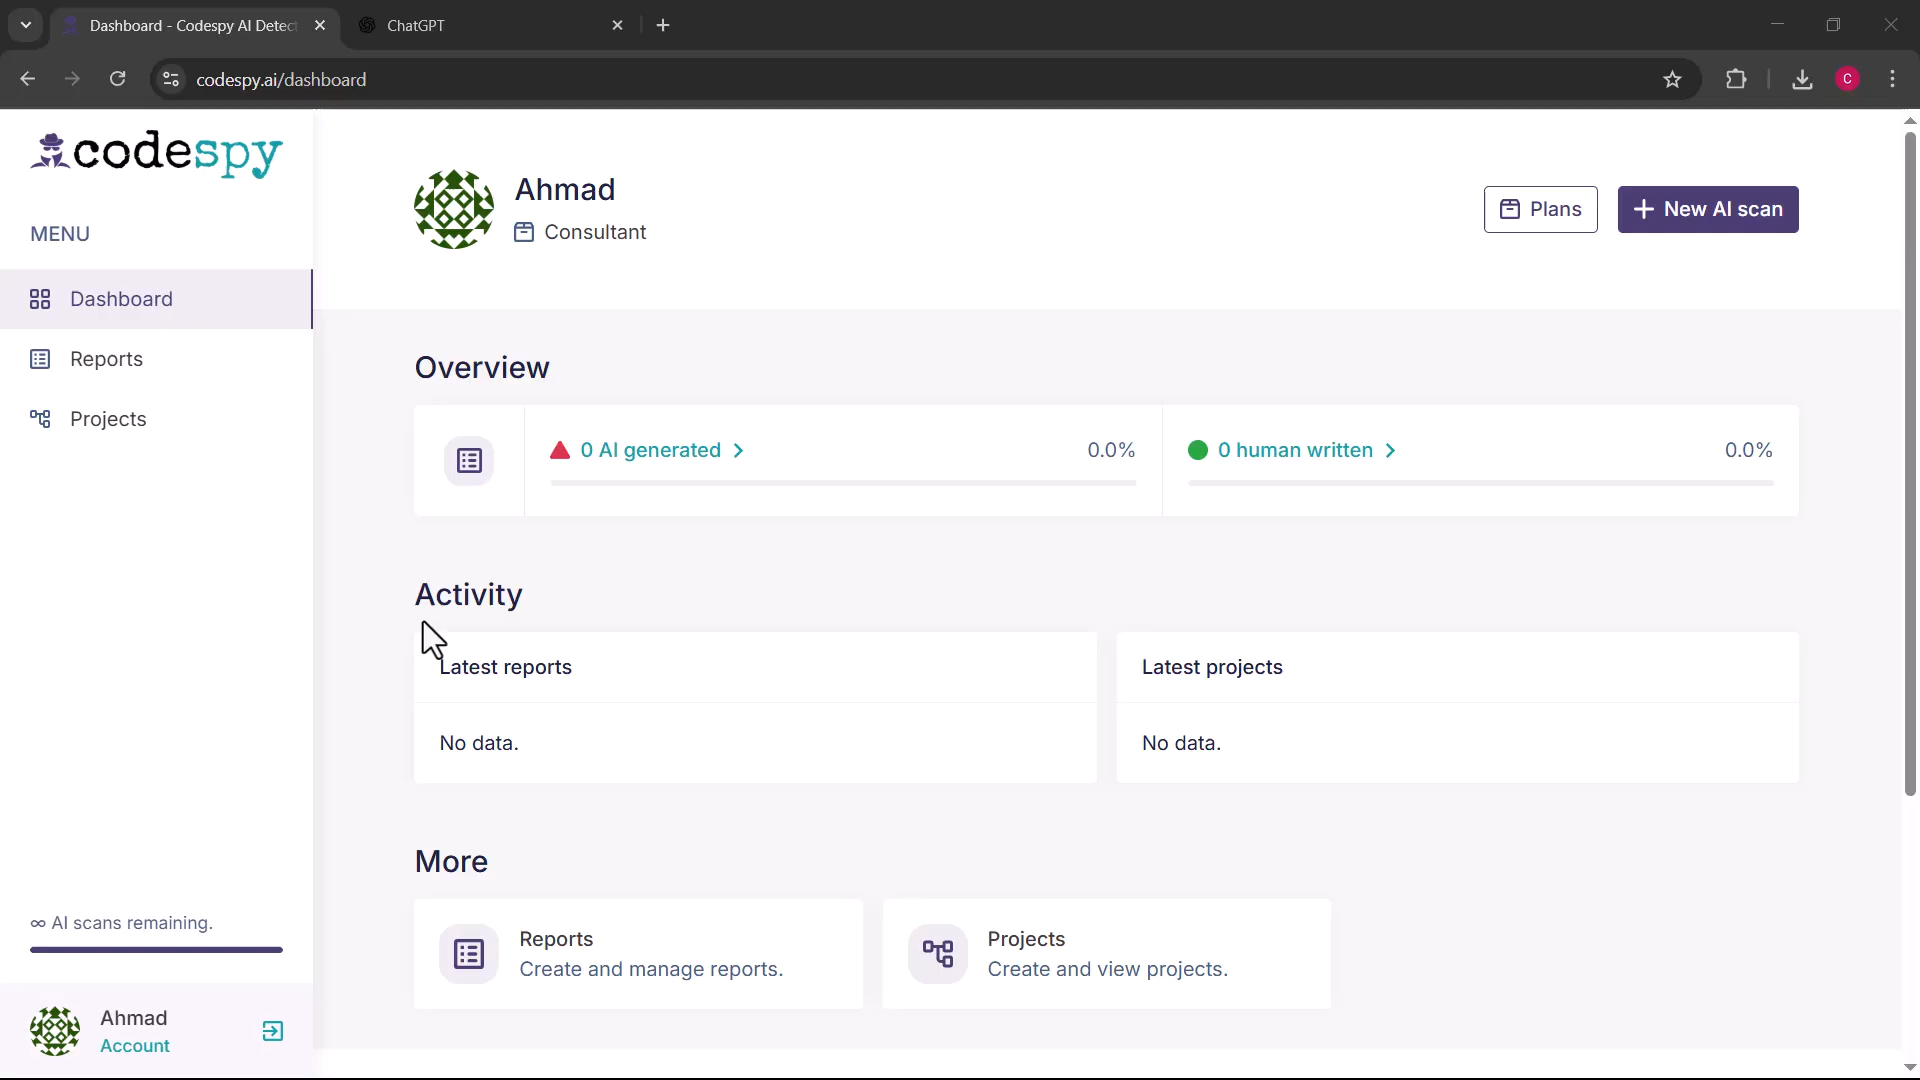 Dashboard - Codespy AI Detec
ChatGPT
codespy.ai/dashboard
C
codespy
MENU
Dashboard
Reports
Projects
∞ AI scans remaining.
Ahmad
Account
Ahmad
Consultant
Plans
+ New AI scan
Overview
0 AI generated > 0.0%
0 human written > 0.0%
Activity
Latest reports
No data.
Latest projects
No data.
More
Reports
Create and manage reports.
Projects
Create and view projects.